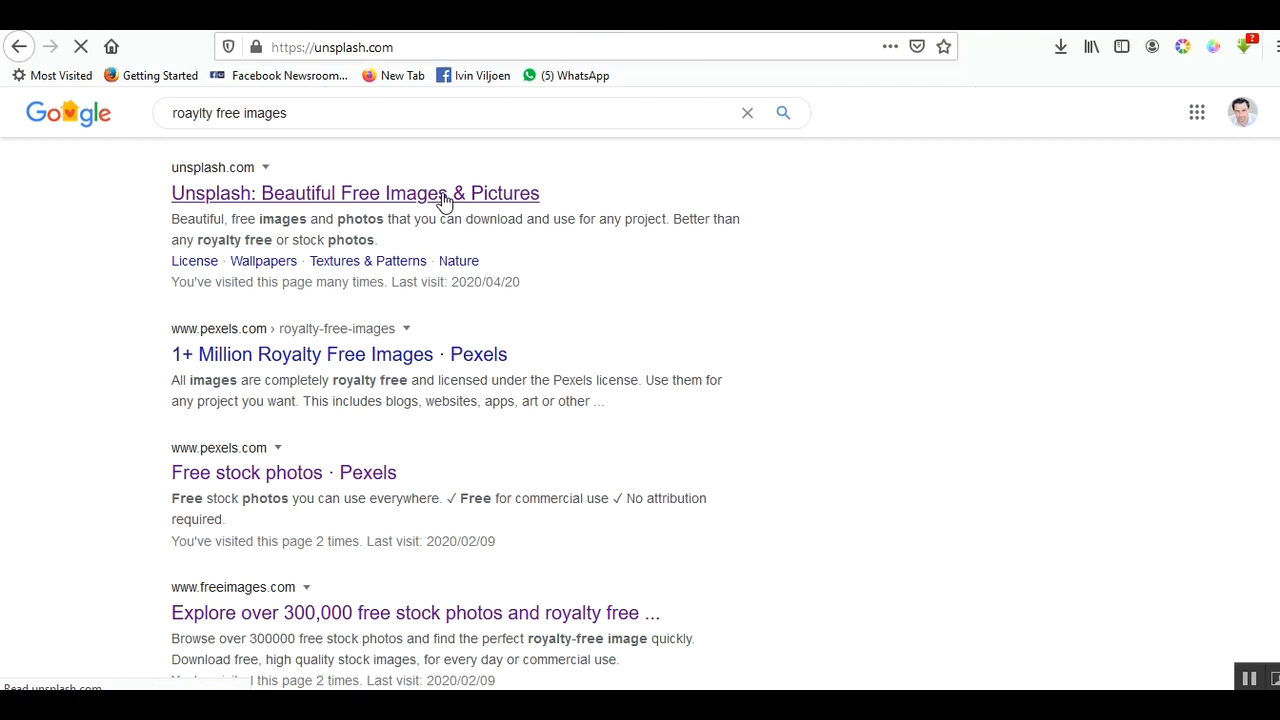 https://unsplash.com
?
Most Visited Getting Started Facebook Newsroom... New Tab Ivin Viljoen (5) WhatsApp
Google roaylty free images
unsplash.com
Unsplash: Beautiful Free Images & Pictures
Beautiful, free images and photos that you can download and use for any project. Better than
any royalty free or stock photos.
License · Wallpapers · Textures & Patterns · Nature
You've visited this page many times. Last visit: 2020/04/20
www.pexels.com › royalty-free-images
1+ Million Royalty Free Images · Pexels
All images are completely royalty free and licensed under the Pexels license. Use them for
any project you want. This includes blogs, websites, apps, art or other ...
www.pexels.com
Free stock photos · Pexels
Free stock photos you can use everywhere. ✓ Free for commercial use ✓ No attribution
required.
You've visited this page 2 times. Last visit: 2020/02/09
www.freeimages.com
Explore over 300,000 free stock photos and royalty free ...
Browse over 300000 free stock photos and find the perfect royalty-free image quickly.
Download free, high quality stock images, for every day or commercial use.
this page 2 times. Last visit: 2020/02/09
Read unsplash.com